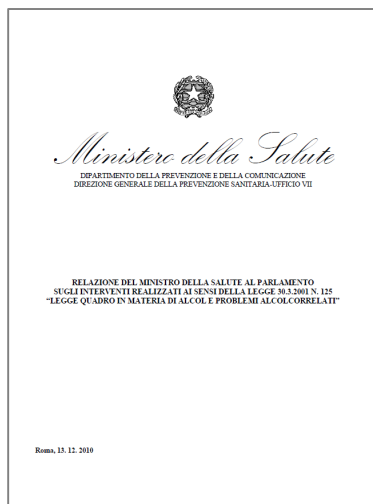 Ministero della Salute
DIPARTIMENTO DELLA PREVENZIONE E DELLA COMUNICAZIONE
DIREZIONE GENERALE DELLA PREVENZIONE SANITARIA-UFFICIO VII
RELAZIONE DEL MINISTRO DELLA SALUTE AL PARLAMENTO
SUGLI INTERVENTI REALIZZATI AI SENSI DELLA LEGGE 30.3.2001 N. 125
"LEGGE QUADRO IN MATERIA DI ALCOL E PROBLEMI ALCOLCORRELATI"
Roma, 13. 12. 2010